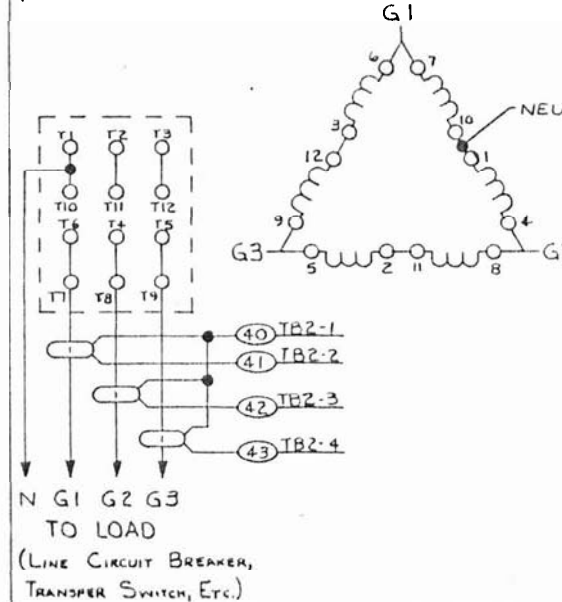 G1
6 7
3 10
NEU
12 1
9 4
G3 5 2 11 8 G
T1 T2 T3
T10 T11 T12
T6 T4 T5
T7 T8 T9
40 TB2-1
41 TB2-2
42 TB2-3
43 TB2-4
N G1 G2 G3
TO LOAD
(LINE CIRCUIT BREAKER,
TRANSFER SWITCH, ETC.)